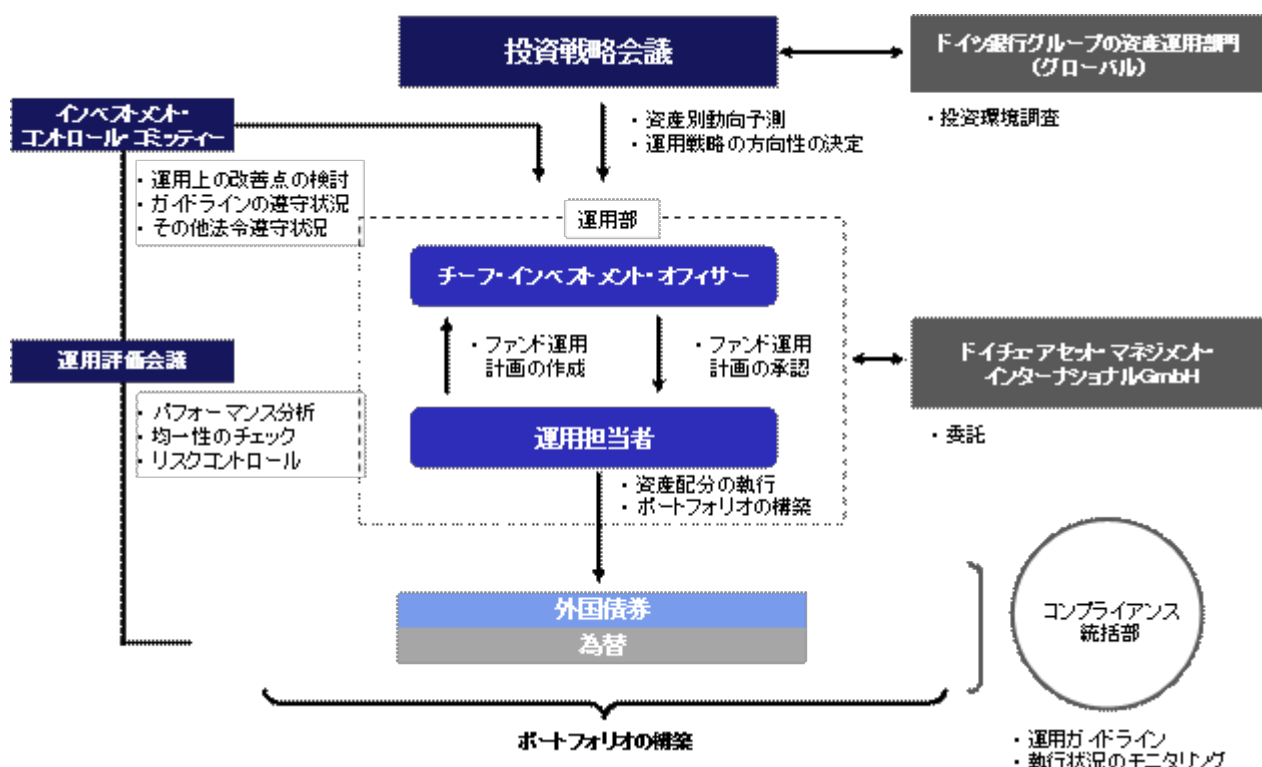 投資戦略会議
ドイツ銀行グループの資産運用部門
(グローバル)
・投資環境調査
インベストメント・
コントロール・コミッティー
・資産別動向予測
・運用戦略の方向性の決定
・運用上の改善点の検討
・ガイドラインの遵守状況
・その他法令遵守状況
運用部
チーフ・インベストメント・オフィサー
・ファンド運用
計画の作成
・ファンド運用
計画の承認
運用評価会議
ドイチェ・アセット・マネジメント・
インターナショナルGmbH
・委託
・パフォーマンス分析
・均一性のチェック
・リスクコントロール
運用担当者
・資産配分の執行
・ポートフォリオの構築
外国債券
為替
コンプライアンス
統括部
ポートフォリオの構築
・運用ガイドライン
・執行状況のモニタリング